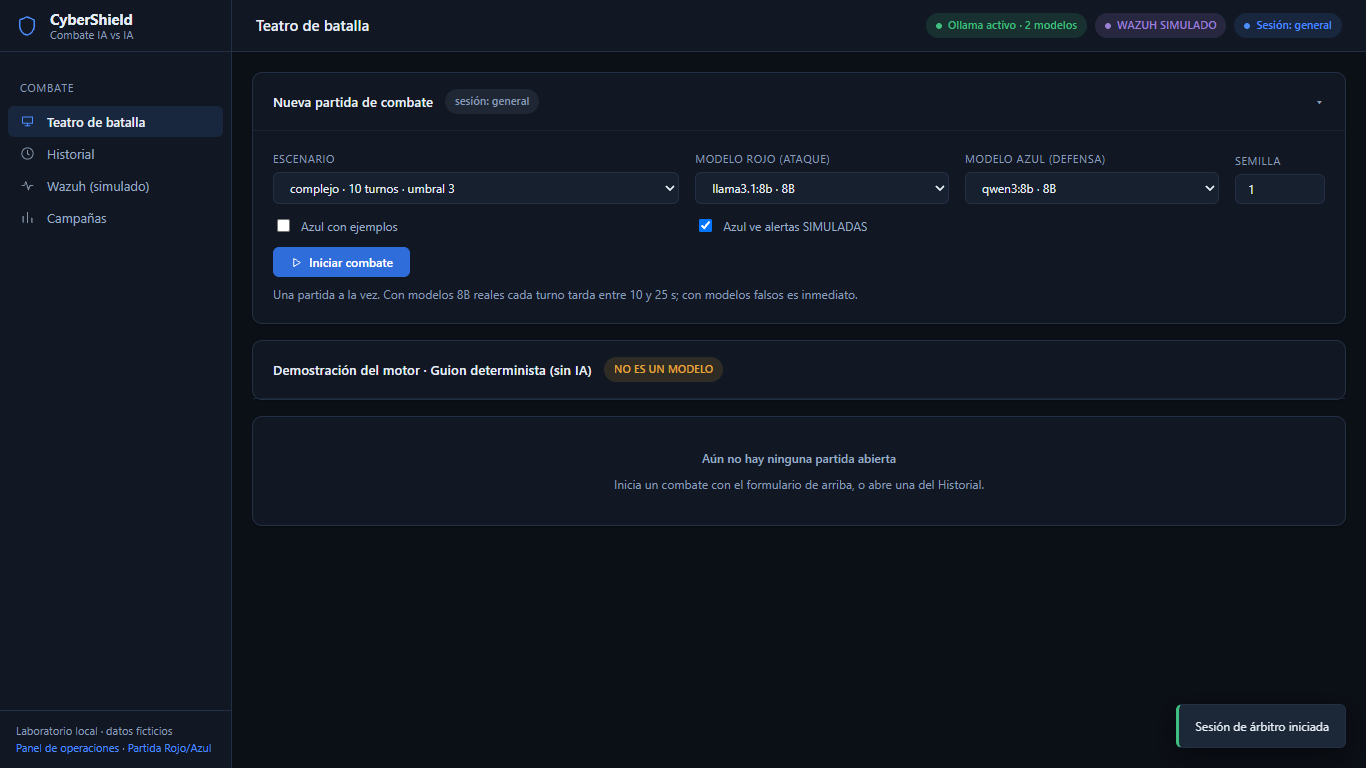 CyberShield
Combate IA vs IA
Teatro de batalla
Ollama activo · 2 modelos
WAZUH SIMULADO
Sesión: general
COMBATE
Teatro de batalla
Historial
Wazuh (simulado)
Campañas
Nueva partida de combate
sesión: general
ESCENARIO
MODELO ROJO (ATAQUE)
MODELO AZUL (DEFENSA)
SEMILLA
complejo · 10 turnos · umbral 3
llama3.1:8b · 8B
qwen3:8b · 8B
1
Azul con ejemplos
Azul ve alertas SIMULADAS
Iniciar combate
Una partida a la vez. Con modelos 8B reales cada turno tarda entre 10 y 25 s; con modelos falsos es inmediato.
Demostración del motor · Guion determinista (sin IA)
NO ES UN MODELO
Aún no hay ninguna partida abierta
Inicia un combate con el formulario de arriba, o abre una del Historial.
Laboratorio local · datos ficticios
Panel de operaciones · Partida Rojo/Azul
Sesión de árbitro iniciada